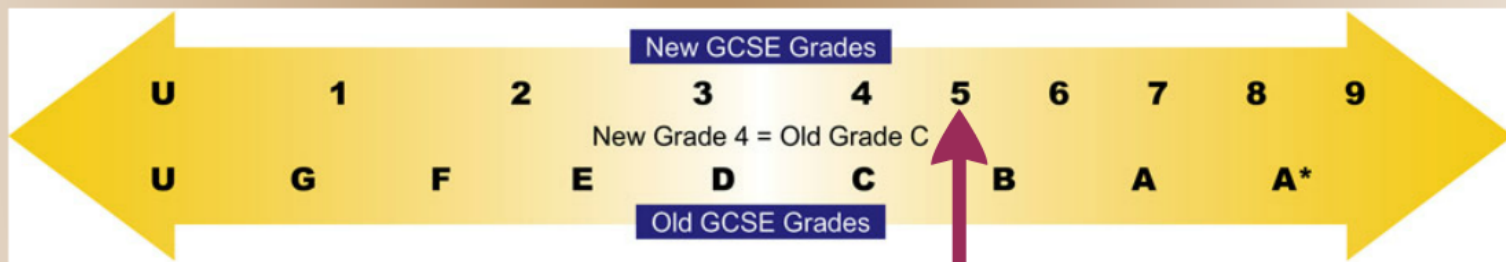 New GCSE Grades
U 1 2 3 4 5 6 7 8 9
New Grade 4 = Old Grade C
U G F E D C B A A*
Old GCSE Grades